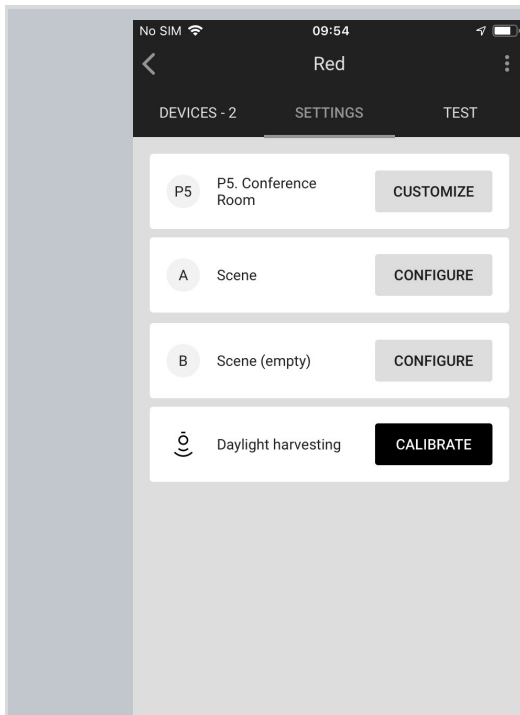 No SIM 09:54
Red
DEVICES - 2 SETTINGS TEST
P5 P5. Conference
Room CUSTOMIZE
A Scene CONFIGURE
B Scene (empty) CONFIGURE
Daylight harvesting CALIBRATE